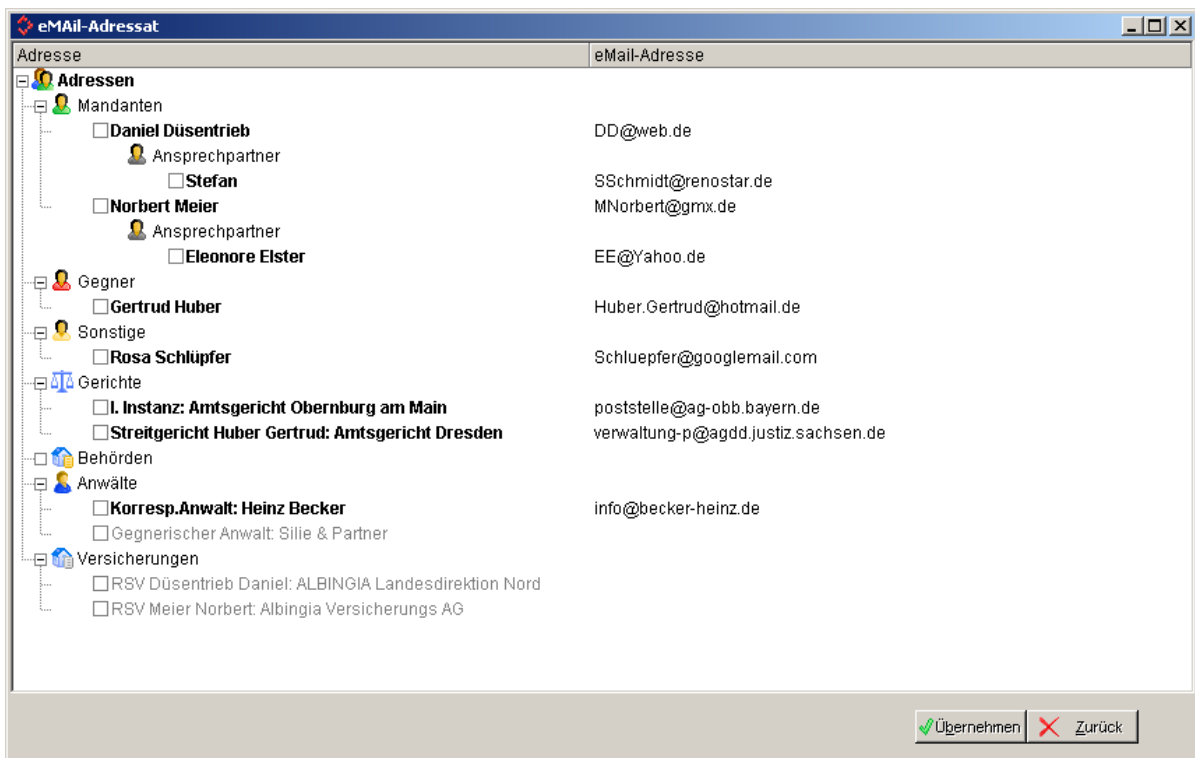 eMAil-Adressat
Adresse eMail-Adresse
Adressen
Mandanten
Daniel Düsentrieb DD@web.de
Ansprechpartner
Stefan SSchmidt@renostar.de
Norbert Meier MNorbert@gmx.de
Ansprechpartner
Eleonore Elster EE@Yahoo.de
Gegner
Gertrud Huber Huber.Gertrud@hotmail.de
Sonstige
Rosa Schlüpfer Schluepfer@googlemail.com
Gerichte
I. Instanz: Amtsgericht Obernburg am Main poststelle@ag-obb.bayern.de
Streitgericht Huber Gertrud: Amtsgericht Dresden verwaltung-p@agdd.justiz.sachsen.de
Behörden
Anwälte
Korresp.Anwalt: Heinz Becker info@becker-heinz.de
Gegnerischer Anwalt: Silie & Partner
Versicherungen
RSV Düsentrieb Daniel: ALBINGIA Landesdirektion Nord
RSV Meier Norbert: Albingia Versicherungs AG
Übernehmen Zurück